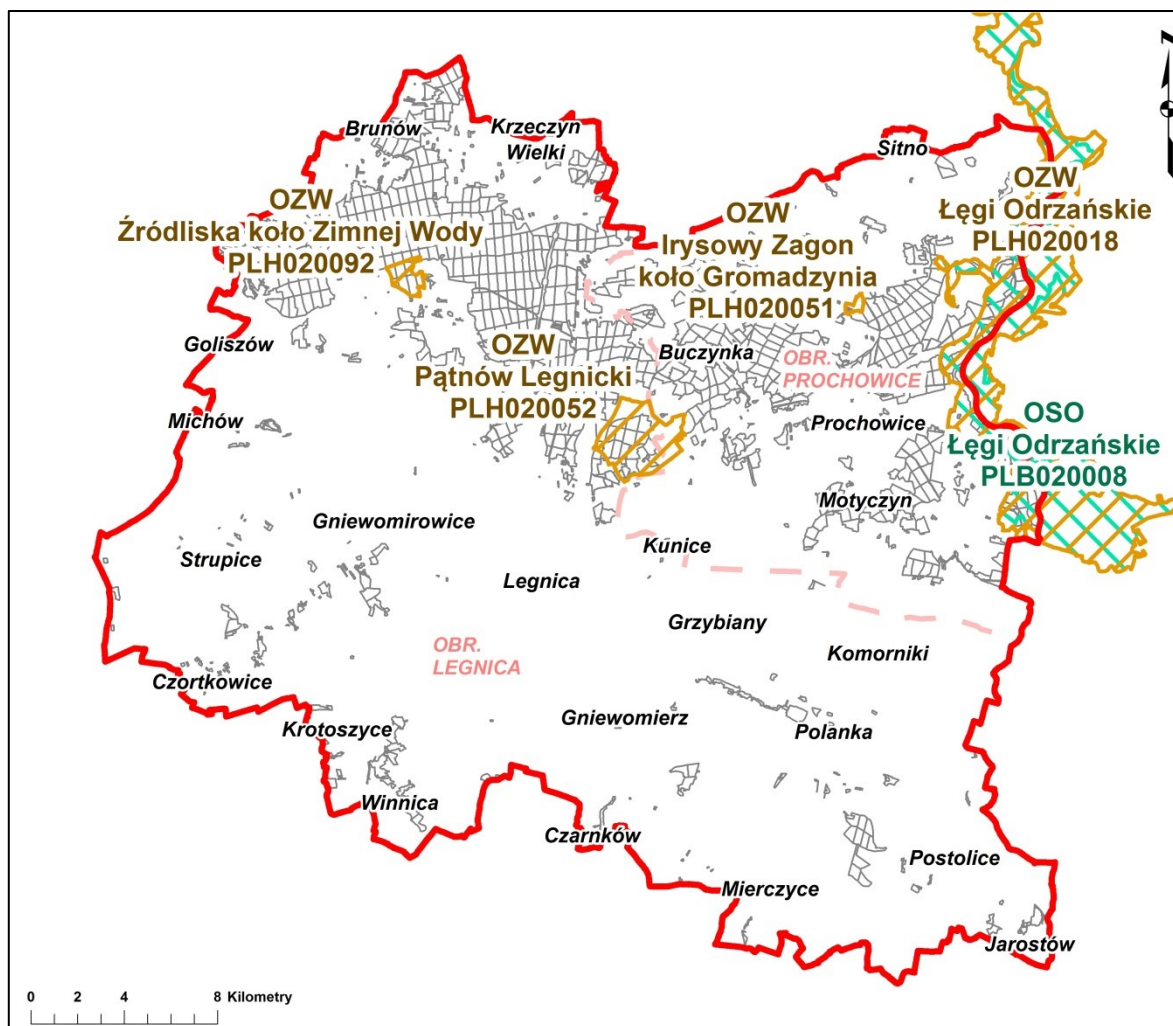 Brunów
Krzeczyn
Wielki
Sitno
OZW
Źródliska koło Zimnej Wody
PLH020092
OZW
Irysowy Zagon
koło Gromadzynia
PLH020051
OZW
Łęgi Odrzańskie
PLH020018
Goliszów
OZW
Pątnów Legnicki
PLH020052
Buczynka
OBR.
PROCHOWICE
Michów
Prochowice
OSO
Łęgi Odrzańskie
PLB020008
Motyczyn
Gniewomirowice
Strupice
Kunice
Legnica
Grzybiany
OBR.
LEGNICA
Komorniki
Czortkowice
Gniewomierz
Krotoszyce
Polanka
Winnica
Czarnków
Postolice
Mierczyce
Jarostów
0 2 4 8 Kilometry